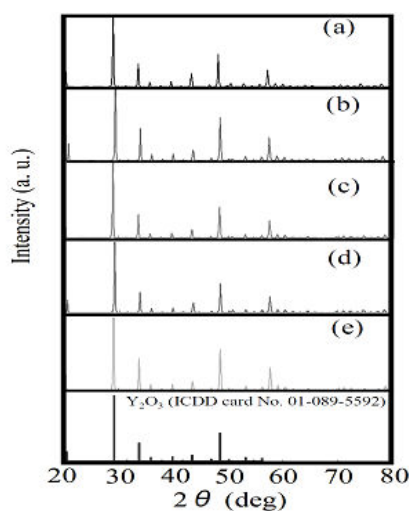 (a)
(b)
(c)
(d)
(e)
Intensity (a. u.)
Y₂O₃ (ICDD card No. 01-089-5592)
20 30 40 50 60 70 80
2 θ (deg)